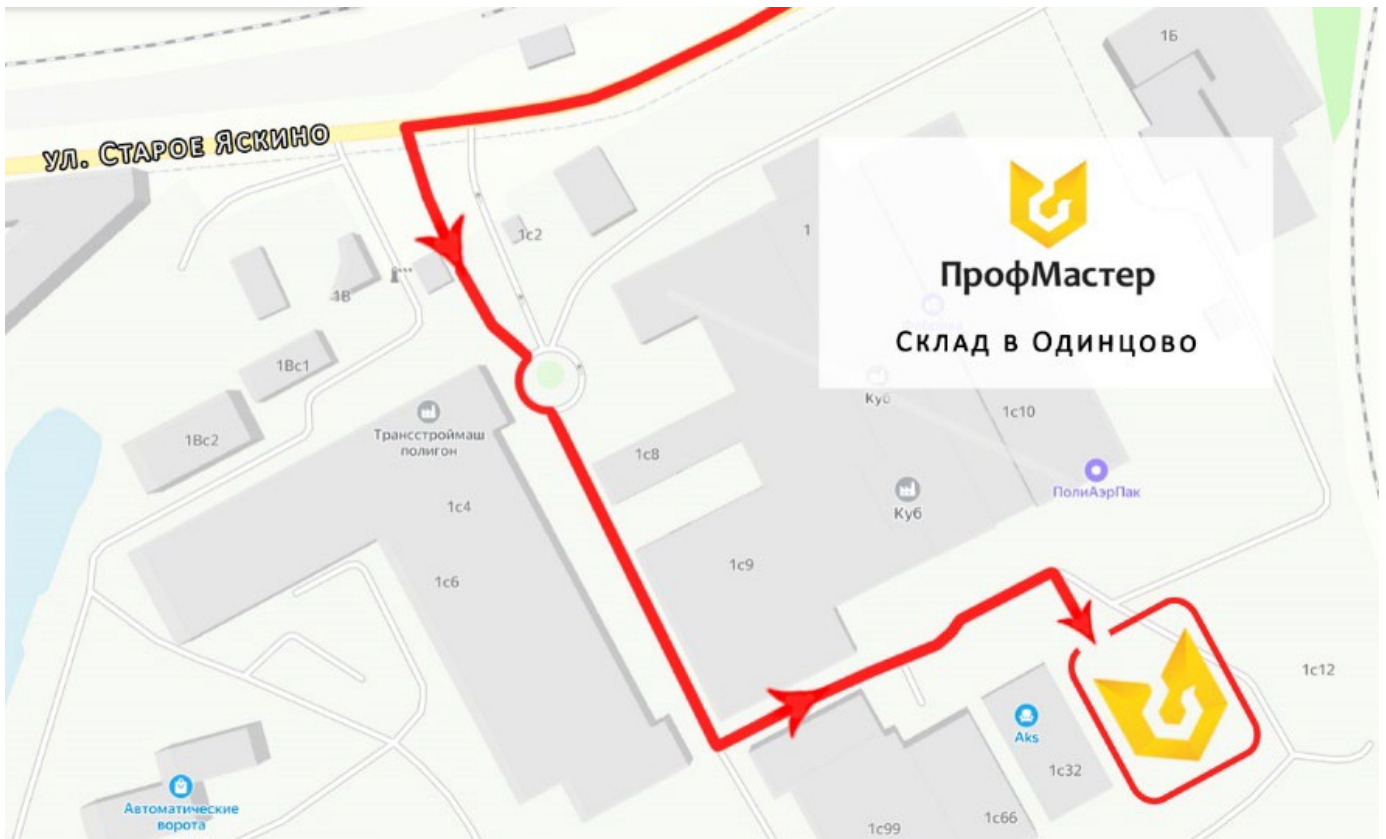 1Б
ул. Старое Яскино
1с2
1
ПрофМастер
Склад в Одинцово
1В
1Вс1
1Вс2
Трансстроймаш
полигон
Куб
1с10
1с8
ПолиАэрПак
Куб
1с4
1с9
1с6
1с12
Aks
1с32
Автоматические
ворота
1с66
1с99